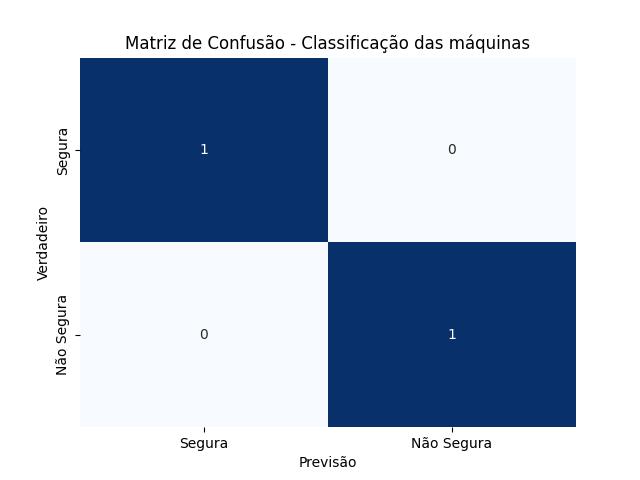 Matriz de Confusão - Classificação das máquinas
Verdadeiro
Segura
1
0
Não Segura
0
1
Segura
Não Segura
Previsão